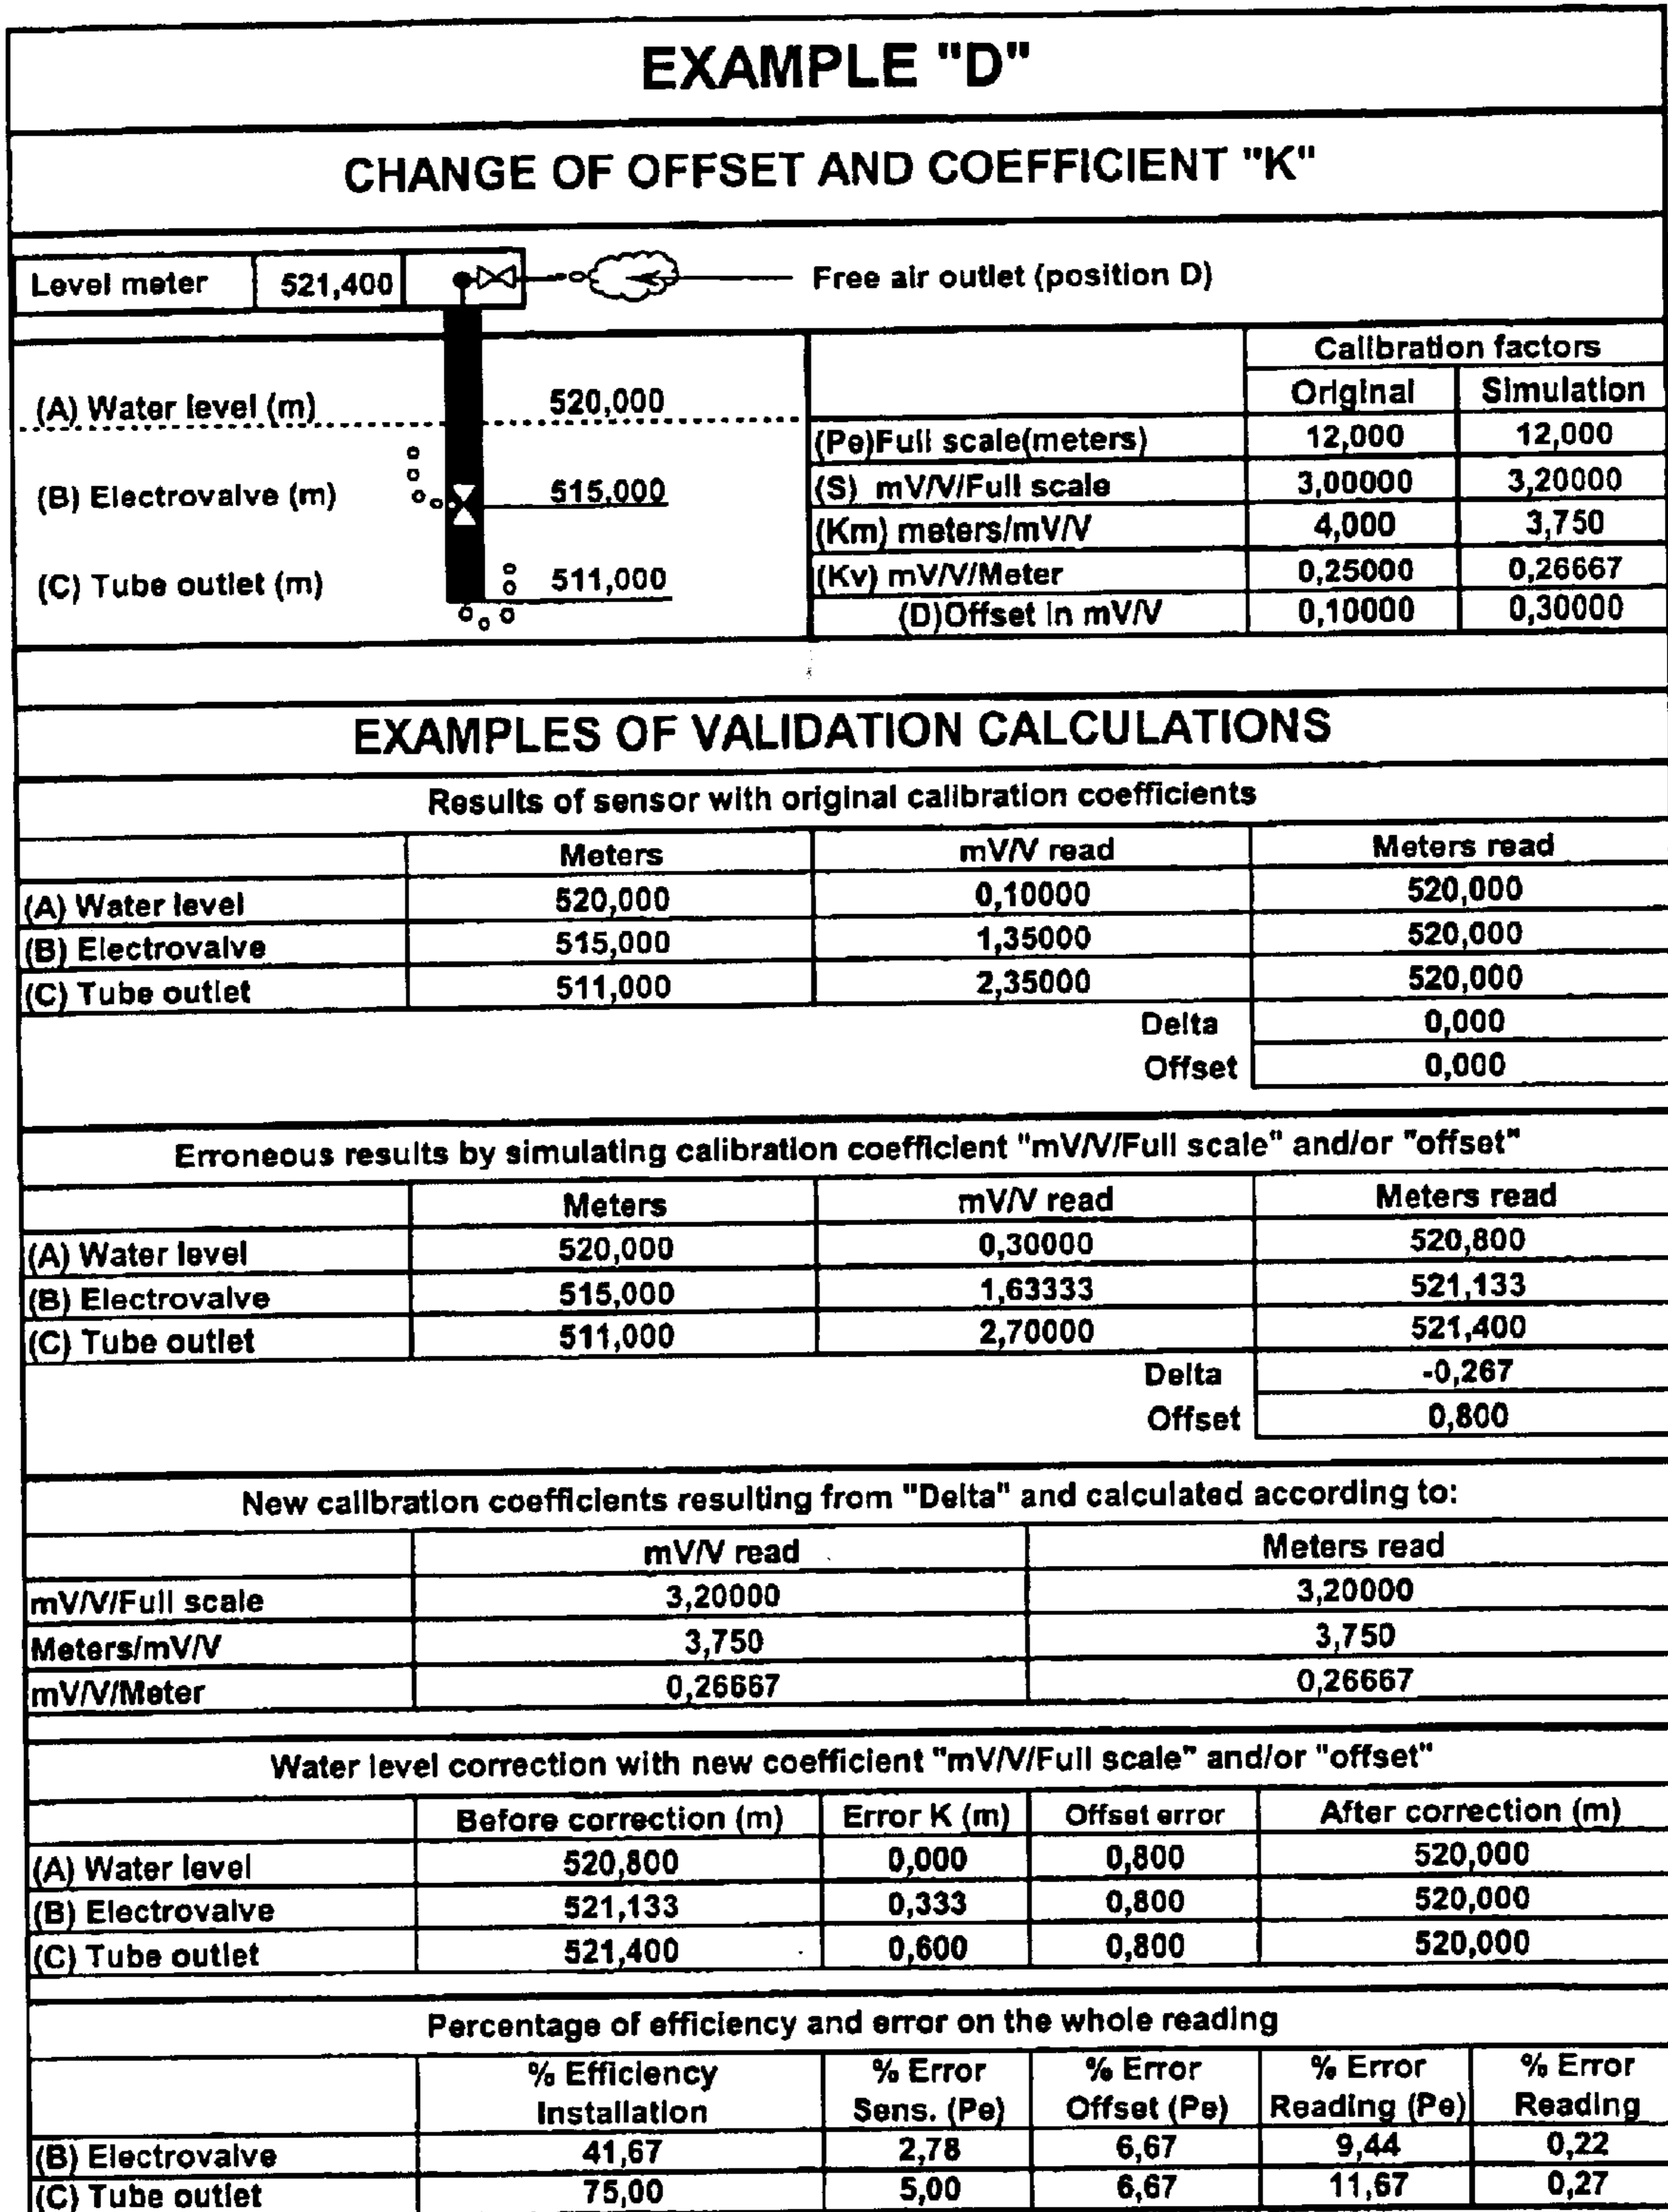 EXAMPLE "D"
CHANGE OF OFFSET AND COEFFICIENT "K"
Level meter 521,400 Free air outlet (position D)
Calibration factors
Original Simulation
(A) Water level (m) 520,000
(Pe)Full scale(meters) 12,000 12,000
(B) Electrovalve (m) 515,000
(S) mV/V/Full scale 3,00000 3,20000
(Km) meters/mV/V 4,000 3,750
(C) Tube outlet (m) 511,000
(Kv) mV/V/Meter 0,25000 0,26667
(D)Offset in mV/V 0,10000 0,30000
EXAMPLES OF VALIDATION CALCULATIONS
Results of sensor with original calibration coefficients
Meters mV/V read Meters read
(A) Water level 520,000 0,10000 520,000
(B) Electrovalve 515,000 1,35000 520,000
(C) Tube outlet 511,000 2,35000 520,000
Delta 0,000
Offset 0,000
Erroneous results by simulating calibration coefficient "mV/V/Full scale" and/or "offset"
Meters mV/V read Meters read
(A) Water level 520,000 0,30000 520,800
(B) Electrovalve 515,000 1,63333 521,133
(C) Tube outlet 511,000 2,70000 521,400
Delta -0,267
Offset 0,800
New calibration coefficients resulting from "Delta" and calculated according to:
mV/V read Meters read
mV/V/Full scale 3,20000 3,20000
Meters/mV/V 3,750 3,750
mV/V/Meter 0,26667 0,26667
Water level correction with new coefficient "mV/V/Full scale" and/or "offset"
Before correction (m) Error K (m) Offset error After correction (m)
(A) Water level 520,800 0,000 0,800 520,000
(B) Electrovalve 521,133 0,333 0,800 520,000
(C) Tube outlet 521,400 0,600 0,800 520,000
Percentage of efficiency and error on the whole reading
% Efficiency % Error % Error % Error % Error
Installation Sens. (Pe) Offset (Pe) Reading (Pe) Reading
(B) Electrovalve 41,67 2,78 6,67 9,44 0,22
(C) Tube outlet 75,00 5,00 6,67 11,67 0,27